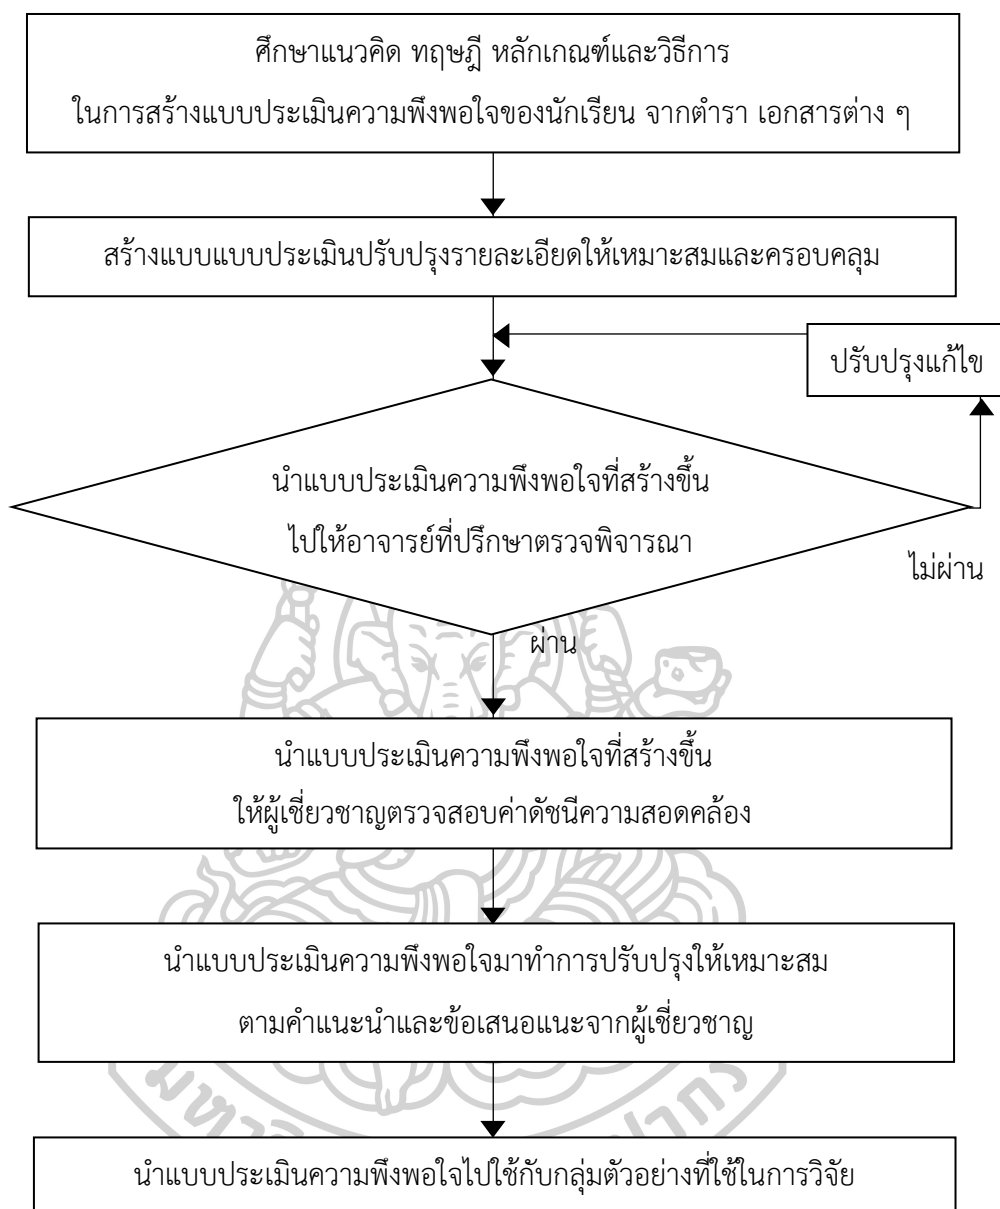 ศึกษาแนวคิด ทฤษฎี หลักเกณฑ์และวิธีการ
ในการสร้างแบบประเมินความพึงพอใจของนักเรียน จากตำรา เอกสารต่าง ๆ
สร้างแบบแบบประเมินปรับปรุงรายละเอียดให้เหมาะสมและครอบคลุม
ปรับปรุงแก้ไข
นำแบบประเมินความพึงพอใจที่สร้างขึ้น
ไปให้อาจารย์ที่ปรึกษาตรวจพิจารณา
ไม่ผ่าน
ผ่าน
นำแบบประเมินความพึงพอใจที่สร้างขึ้น
ให้ผู้เชี่ยวชาญตรวจสอบค่าดัชนีความสอดคล้อง
นำแบบประเมินความพึงพอใจมาทำการปรับปรุงให้เหมาะสม
ตามคำแนะนำและข้อเสนอแนะจากผู้เชี่ยวชาญ
นำแบบประเมินความพึงพอใจไปใช้กับกลุ่มตัวอย่างที่ใช้ในการวิจัย